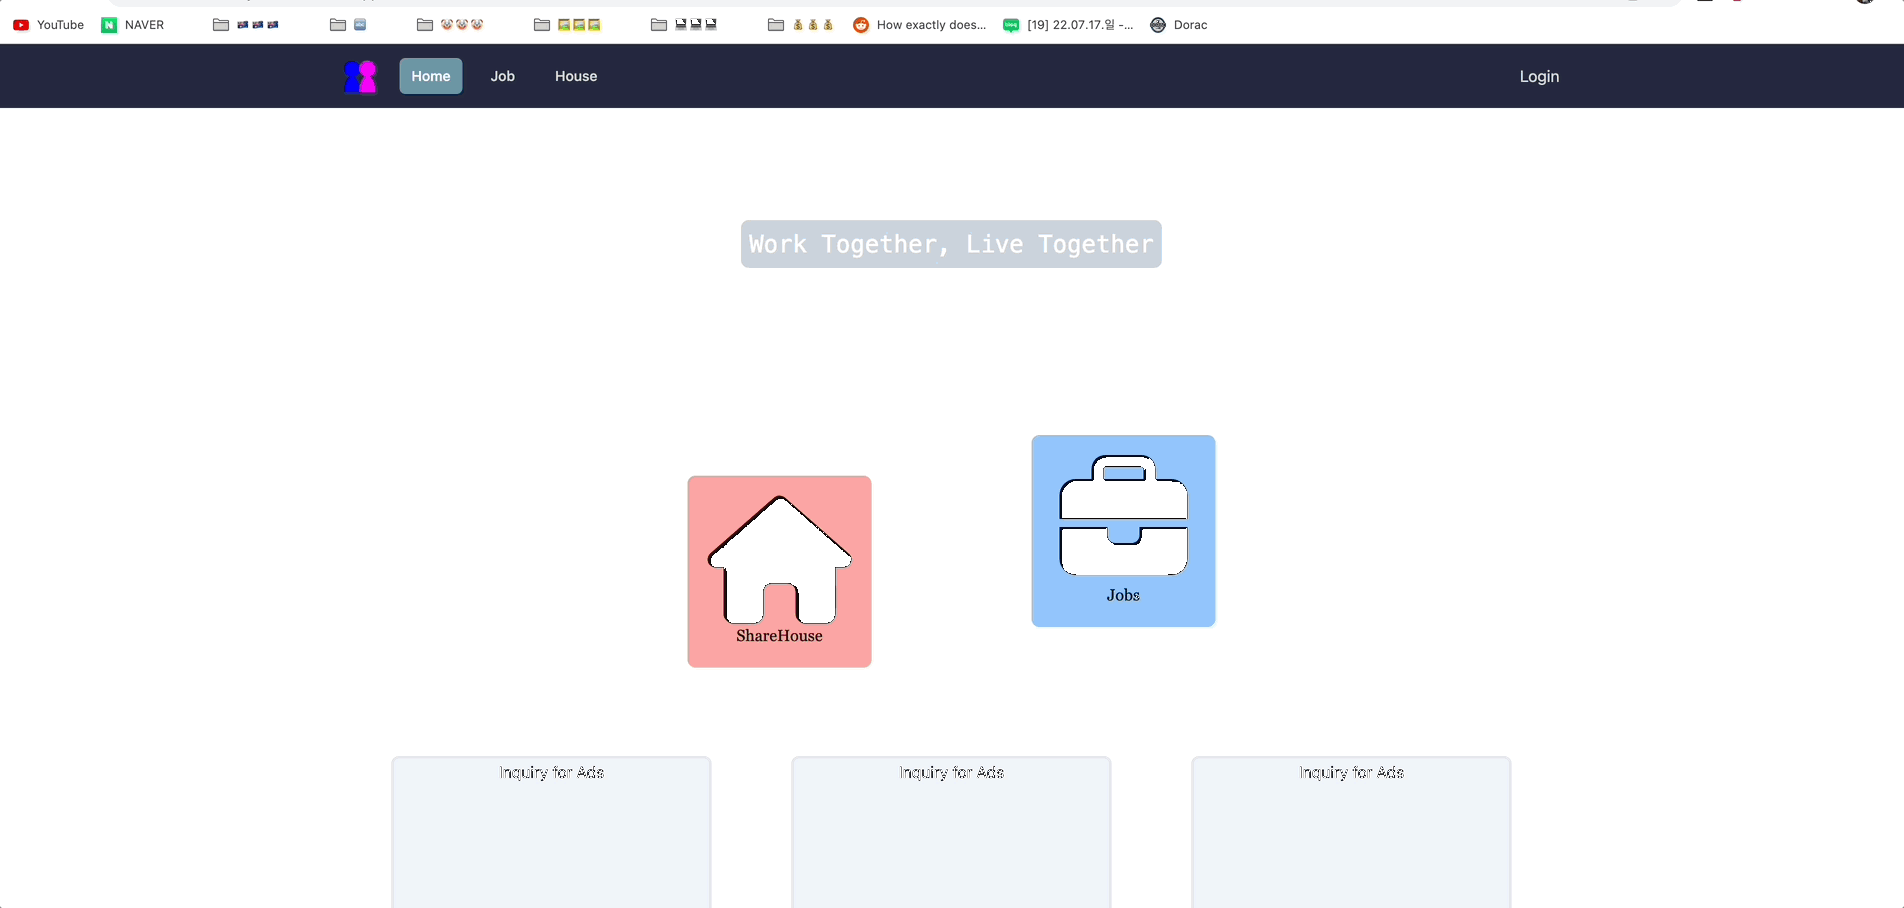 YouTube NAVER How exactly does... [19] 22.07.17.일 -... Dorac
Home Job House Login
Work Together, Live Together
Jobs
ShareHouse
Inquiry for Ads Inquiry for Ads Inquiry for Ads